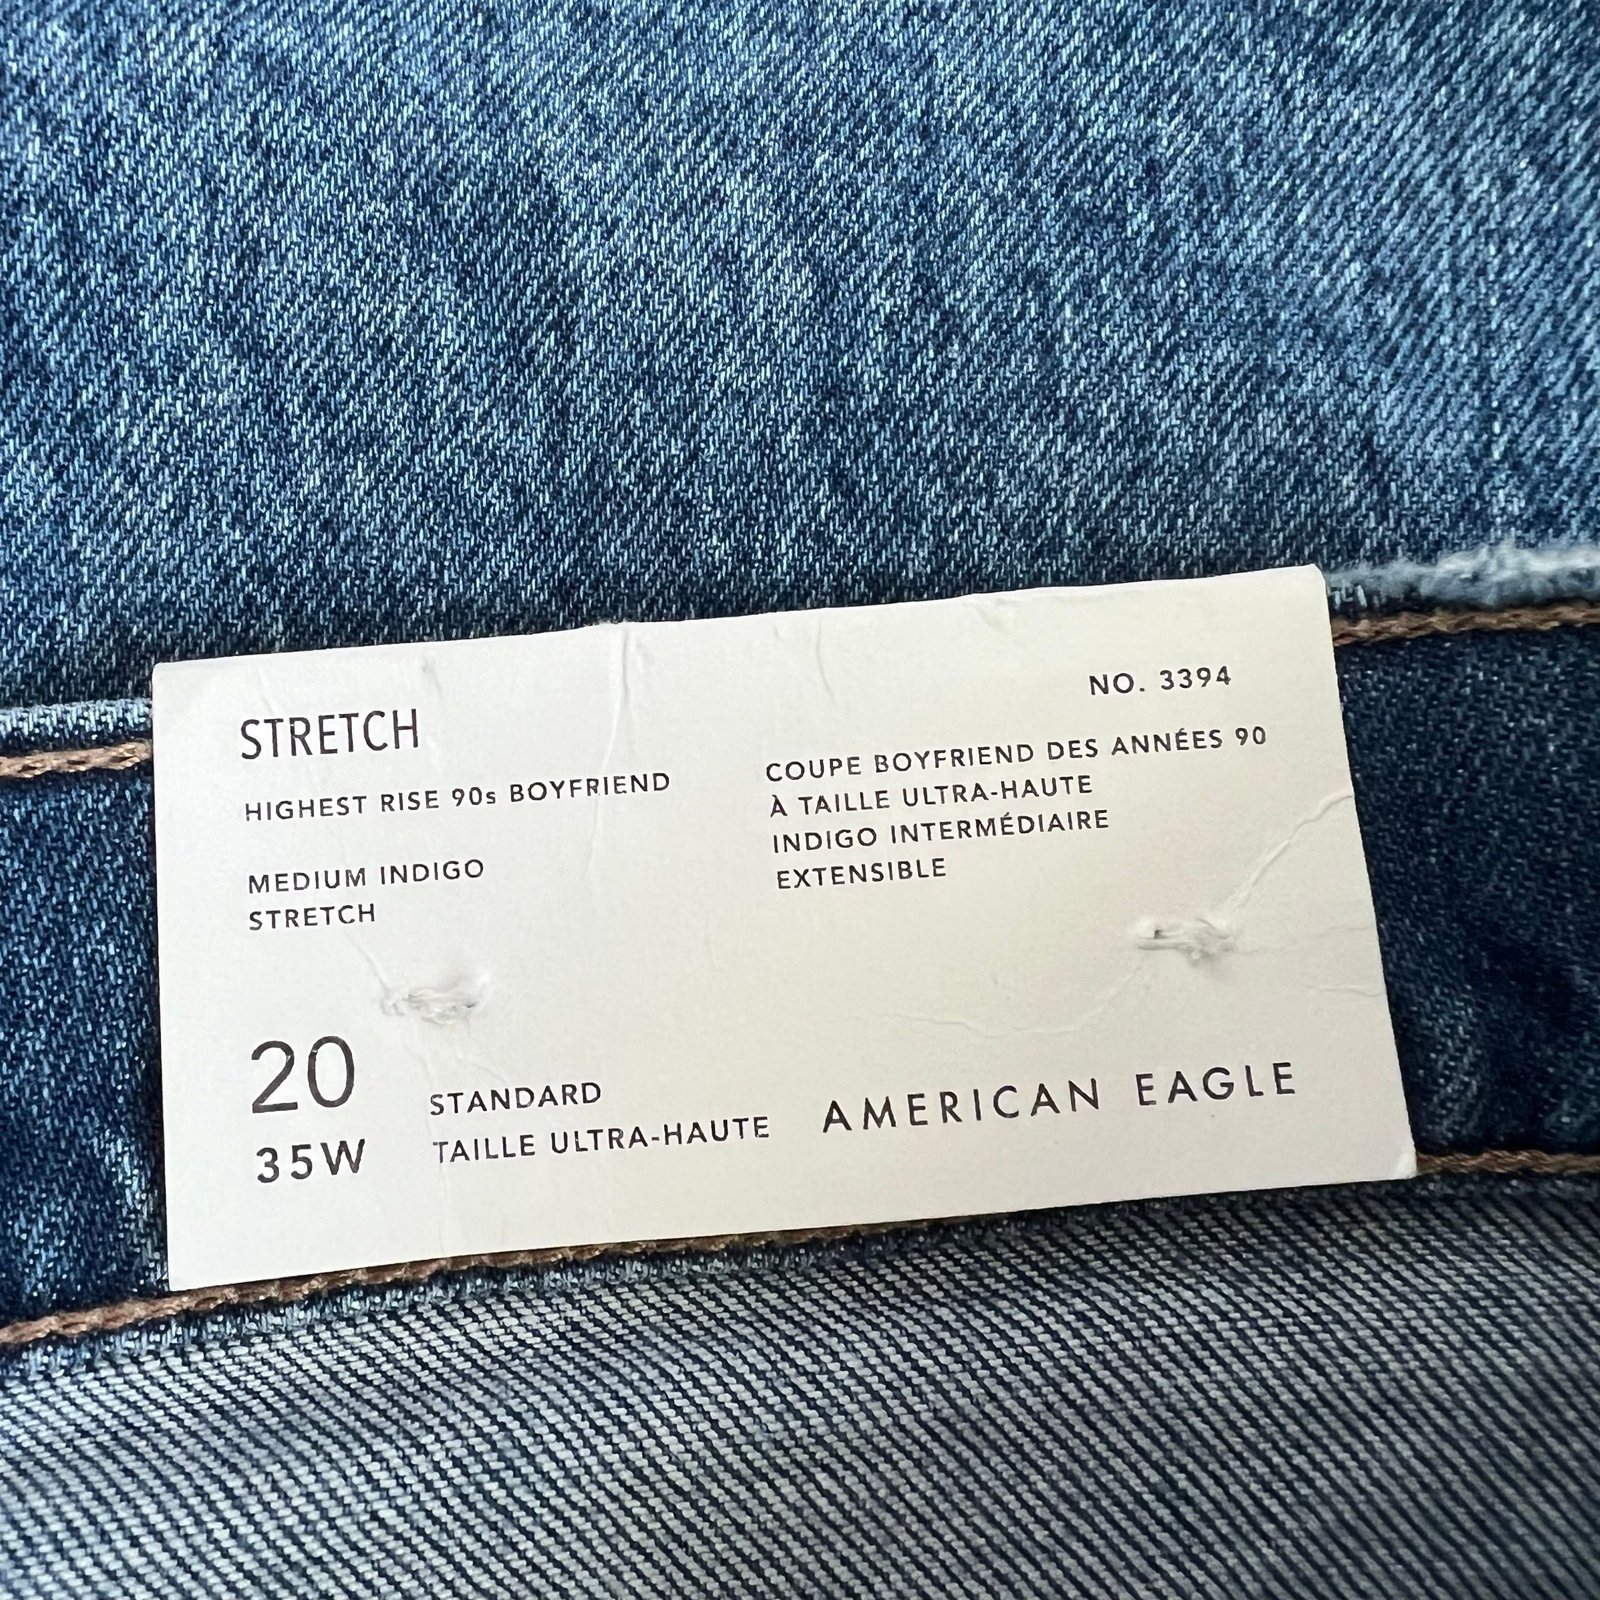 STRETCH
NO. 3394
HIGHEST RISE 90s BOYFRIEND
MEDIUM INDIGO
STRETCH
COUPE BOYFRIEND DES ANNÉES 90
À TAILLE ULTRA-HAUTE
INDIGO INTERMÉDIAIRE
EXTENSIBLE
20
35W
STANDARD
TAILLE ULTRA-HAUTE
AMERICAN EAGLE